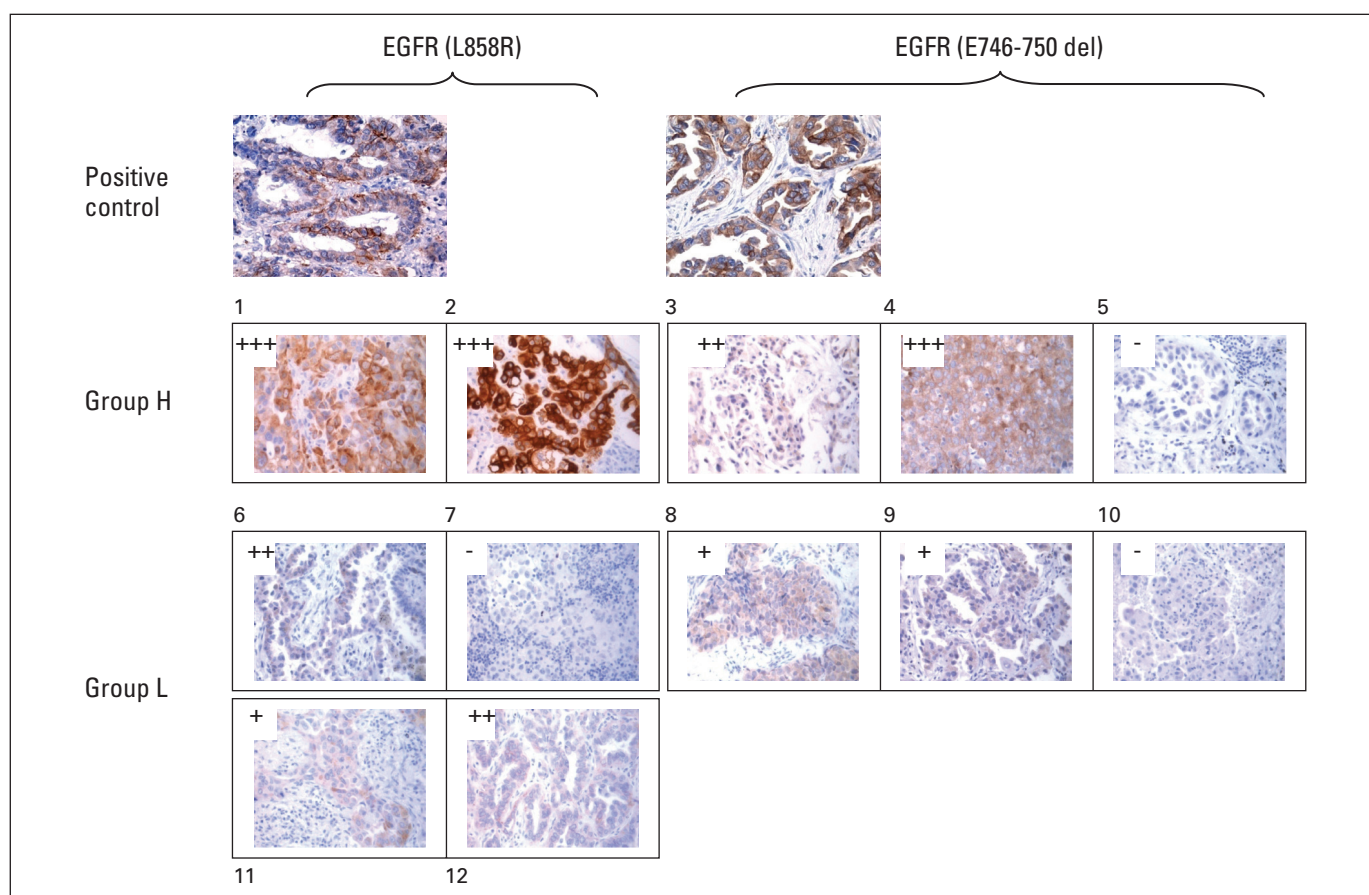 EGFR (L858R) EGFR (E746-750 del)
Positive
control
1 2 3 4 5
Group H
+++ +++ ++ +++ -
6 7 8 9 10
++ - + + -
Group L
+ ++
11 12